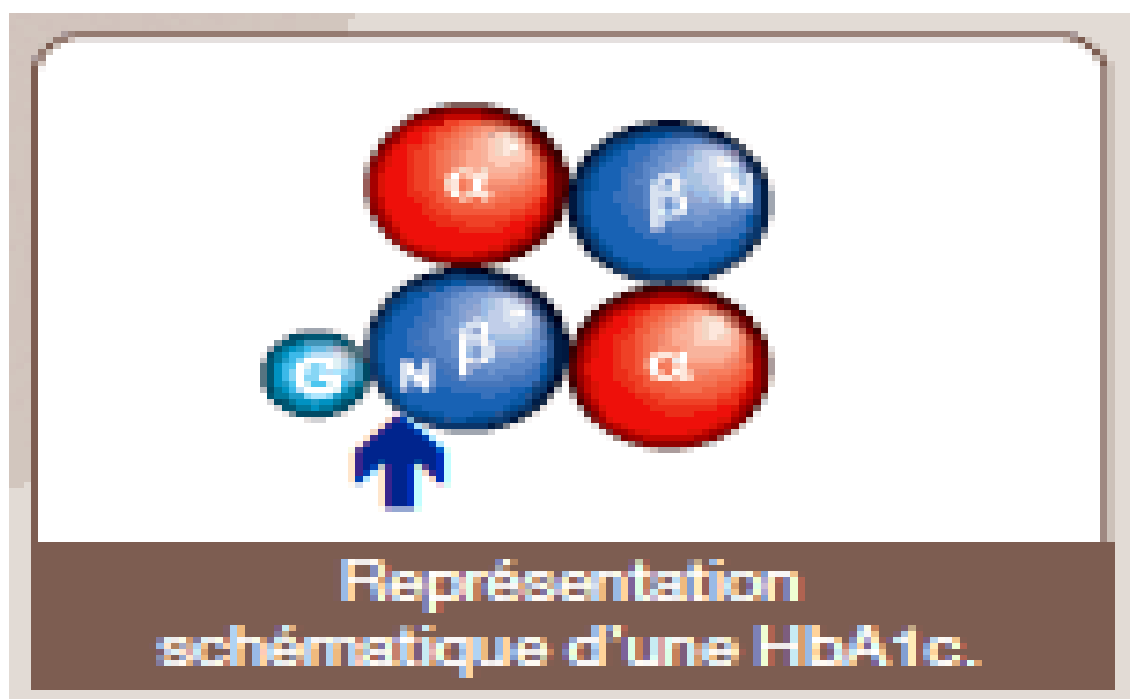 α
β N
G N β
α
Représentation
schématique d'une HbA1c.